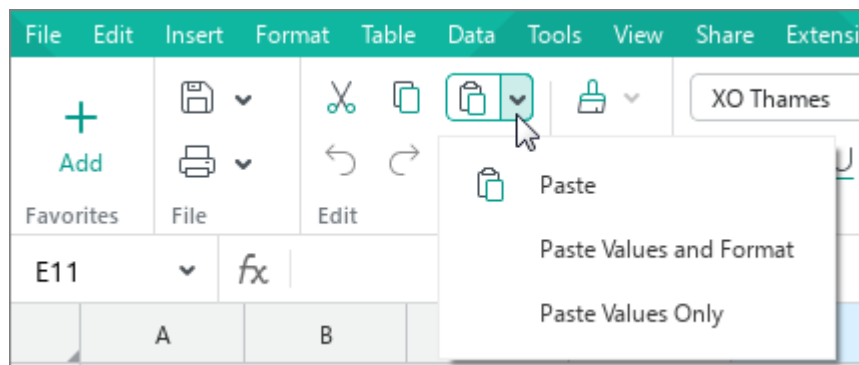 File Edit Insert Format Table Data Tools View Share Extensi
XO Thames
Add
U
Paste
Favorites File Edit
Paste Values and Format
E11 fx
Paste Values Only
A B